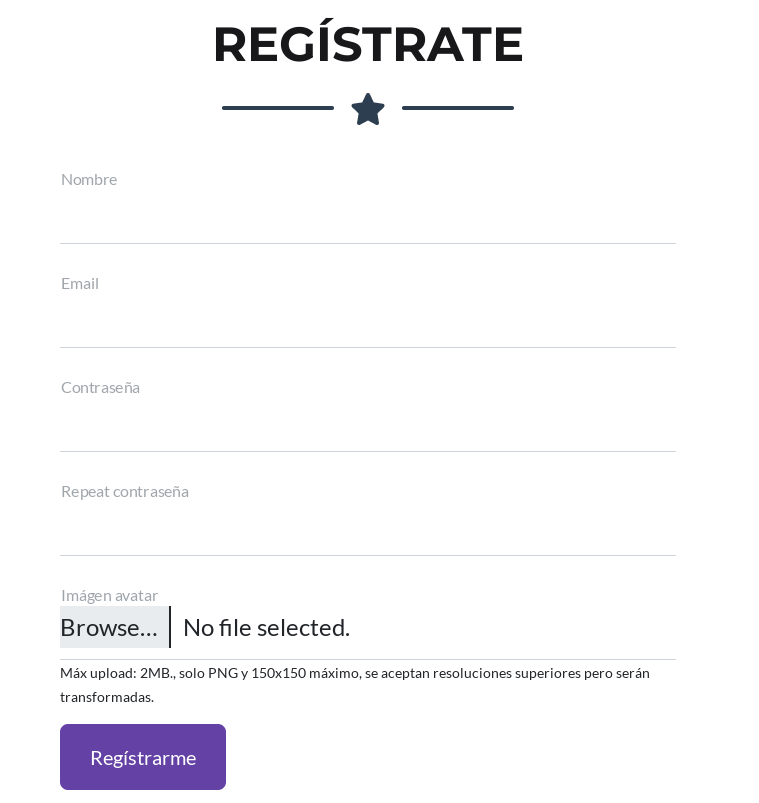 REGÍSTRATE
Nombre
Email
Contraseña
Repeat contraseña
Imágen avatar
Browse... No file selected.
Máx upload: 2MB., solo PNG y 150x150 máximo, se aceptan resoluciones superiores pero serán
transformadas.
Regístrarme